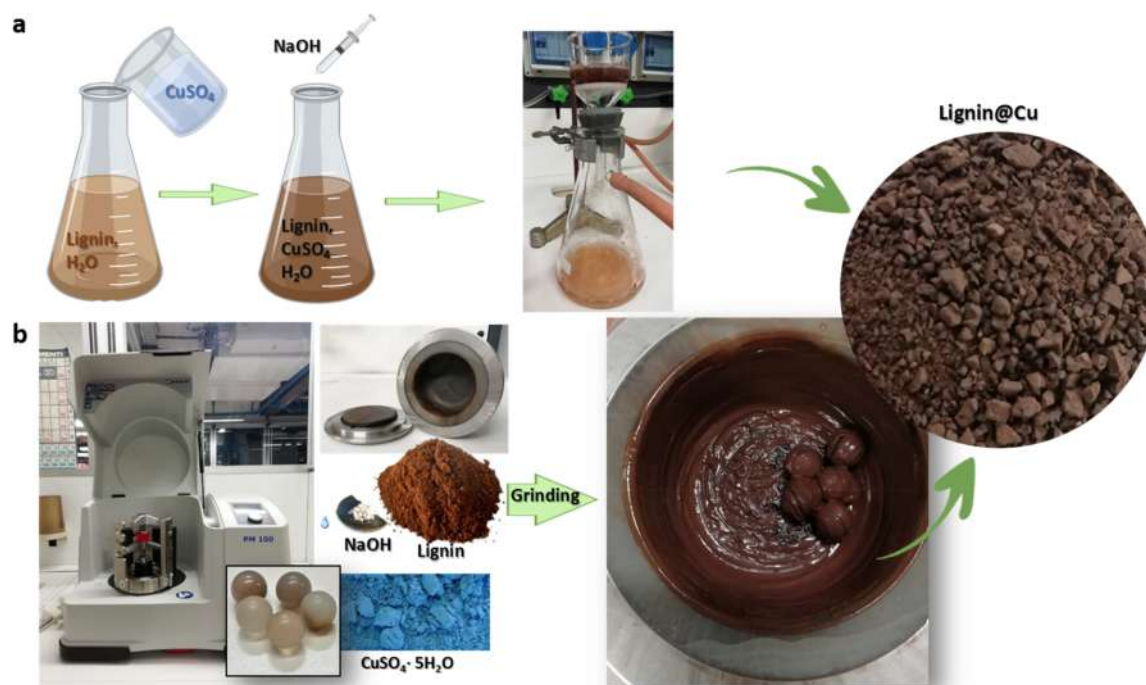 a
CuSO₄
NaOH
Lignin,
H₂O
Lignin,
CuSO₄
H₂O
Lignin@Cu
b
PM 100
NaOH
Lignin
Grinding
CuSO₄· 5H₂O